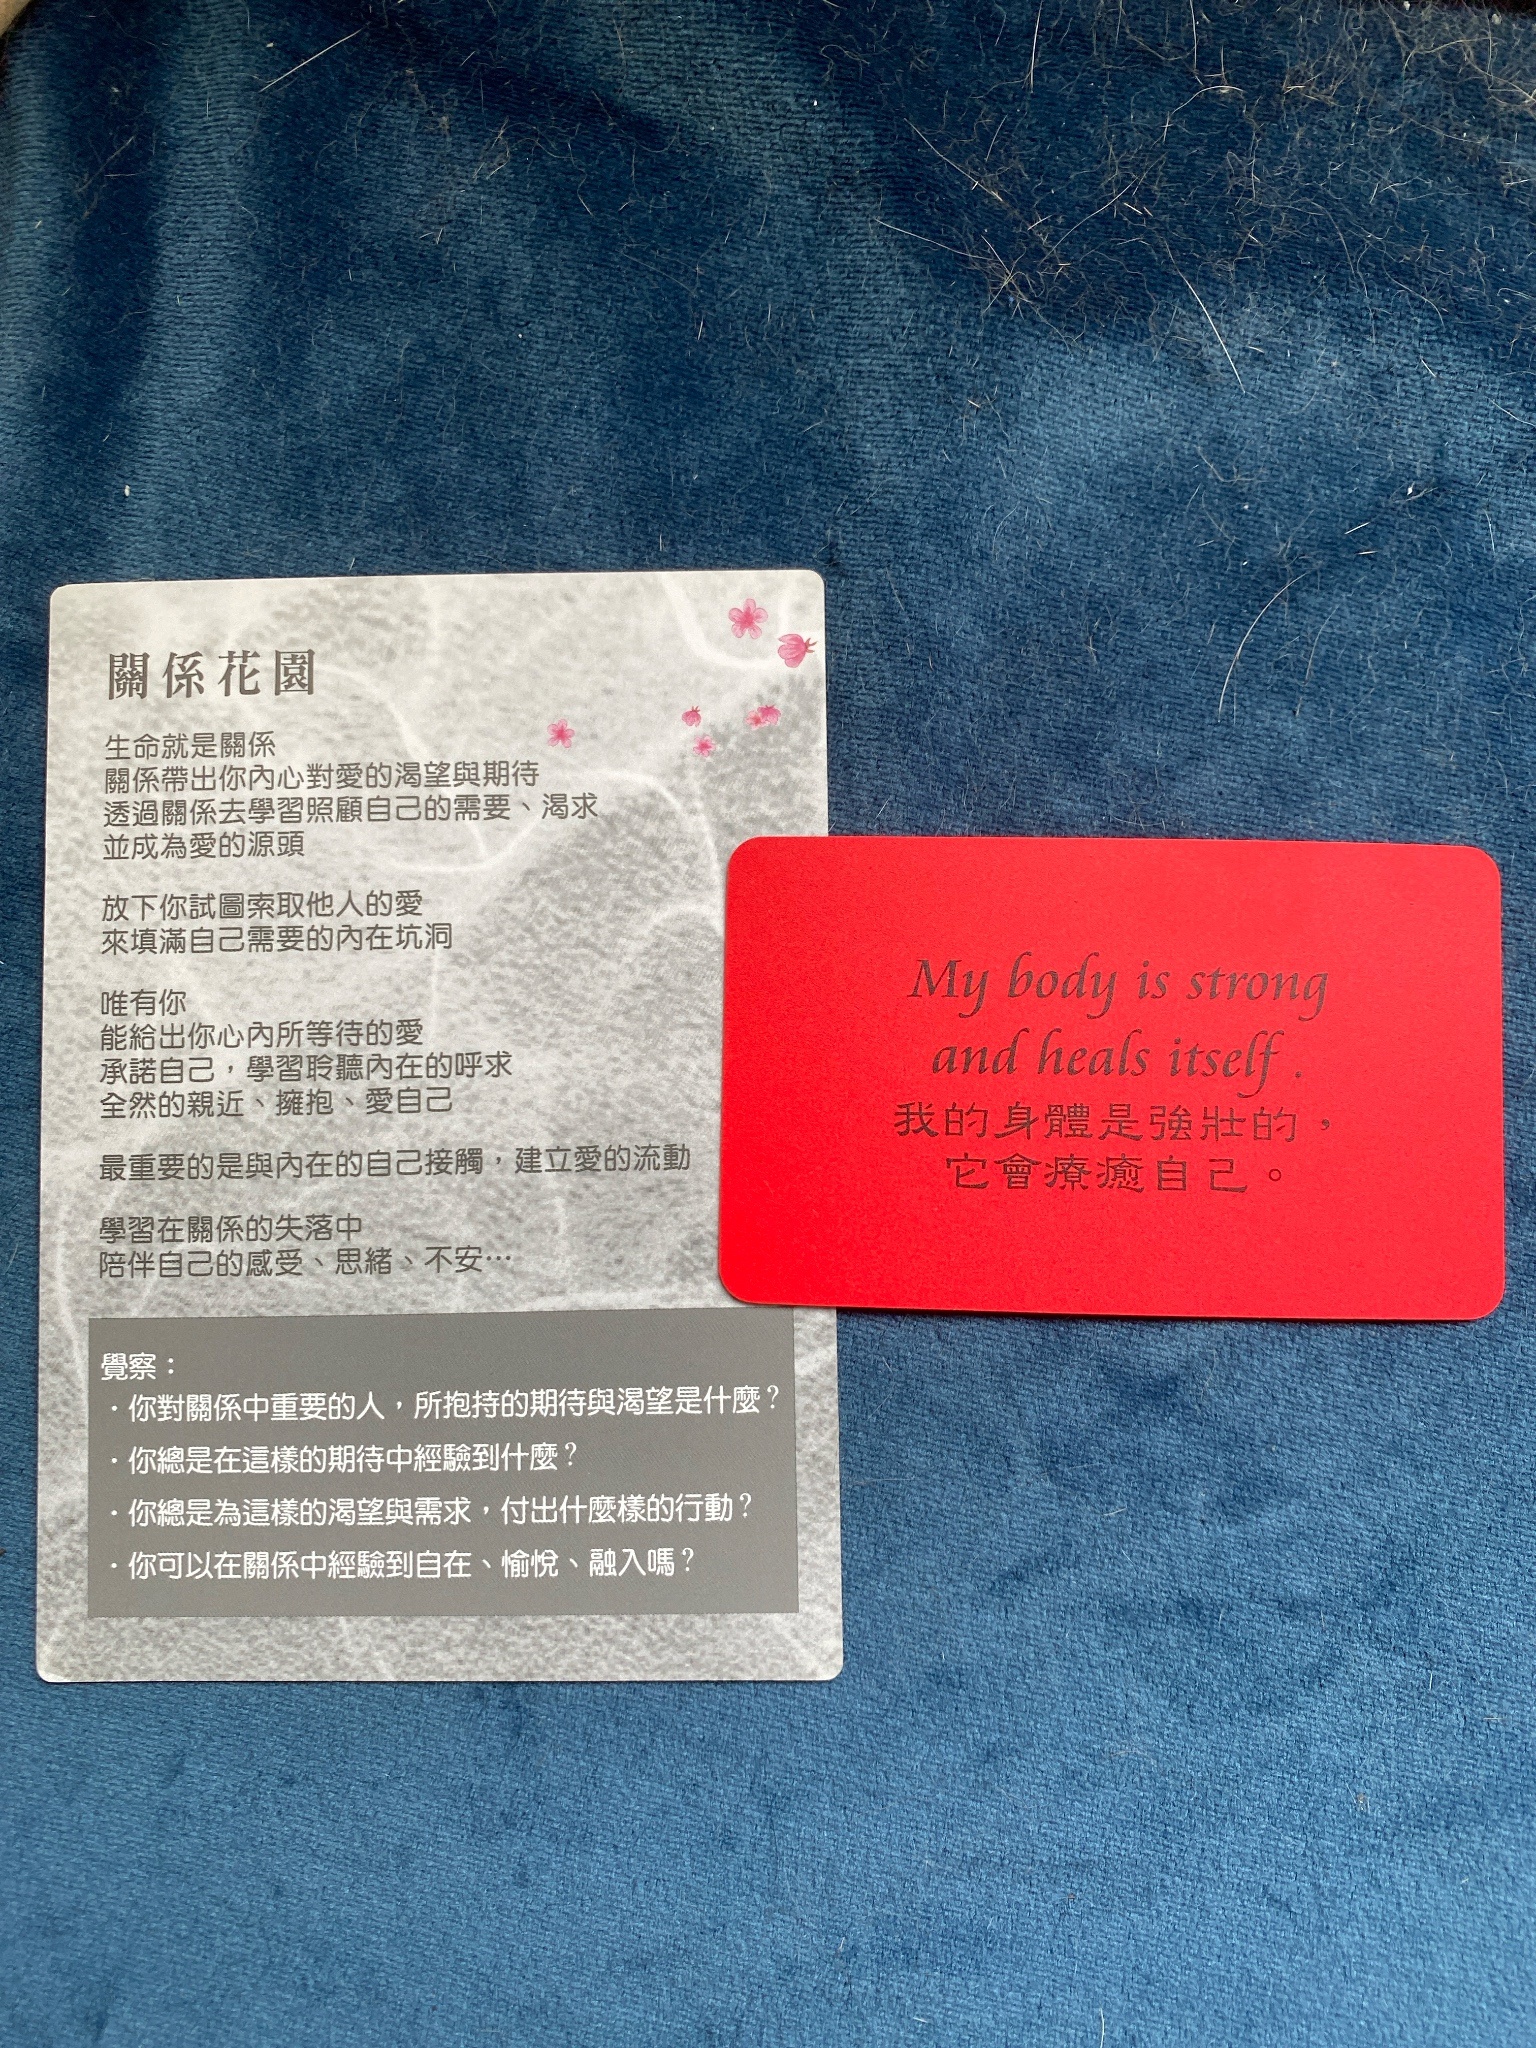 關係花園
生命就是關係
關係帶出你內心對愛的渴望與期待
透過關係去學習照顧自己的需要、渴求
並成為愛的源頭
放下你試圖索取他人的愛
來填滿自己需要的內在坑洞
唯有你
能給出你心內所等待的愛
承諾自己，學習聆聽內在的呼求
全然的親近、擁抱、愛自己
最重要的是與內在的自己接觸，建立愛的流動
學習在關係的失落中
陪伴自己的感受、思緒、不安…
覺察：
·你對關係中重要的人，所抱持的期待與渴望是什麼？
·你總是在這樣的期待中經驗到什麼？
·你總是為這樣的渴望與需求，付出什麼樣的行動？
·你可以在關係中經驗到自在、愉悅、融入嗎？
My body is strong
and heals itself .
我的身體是強壯的，
它會療癒自己。